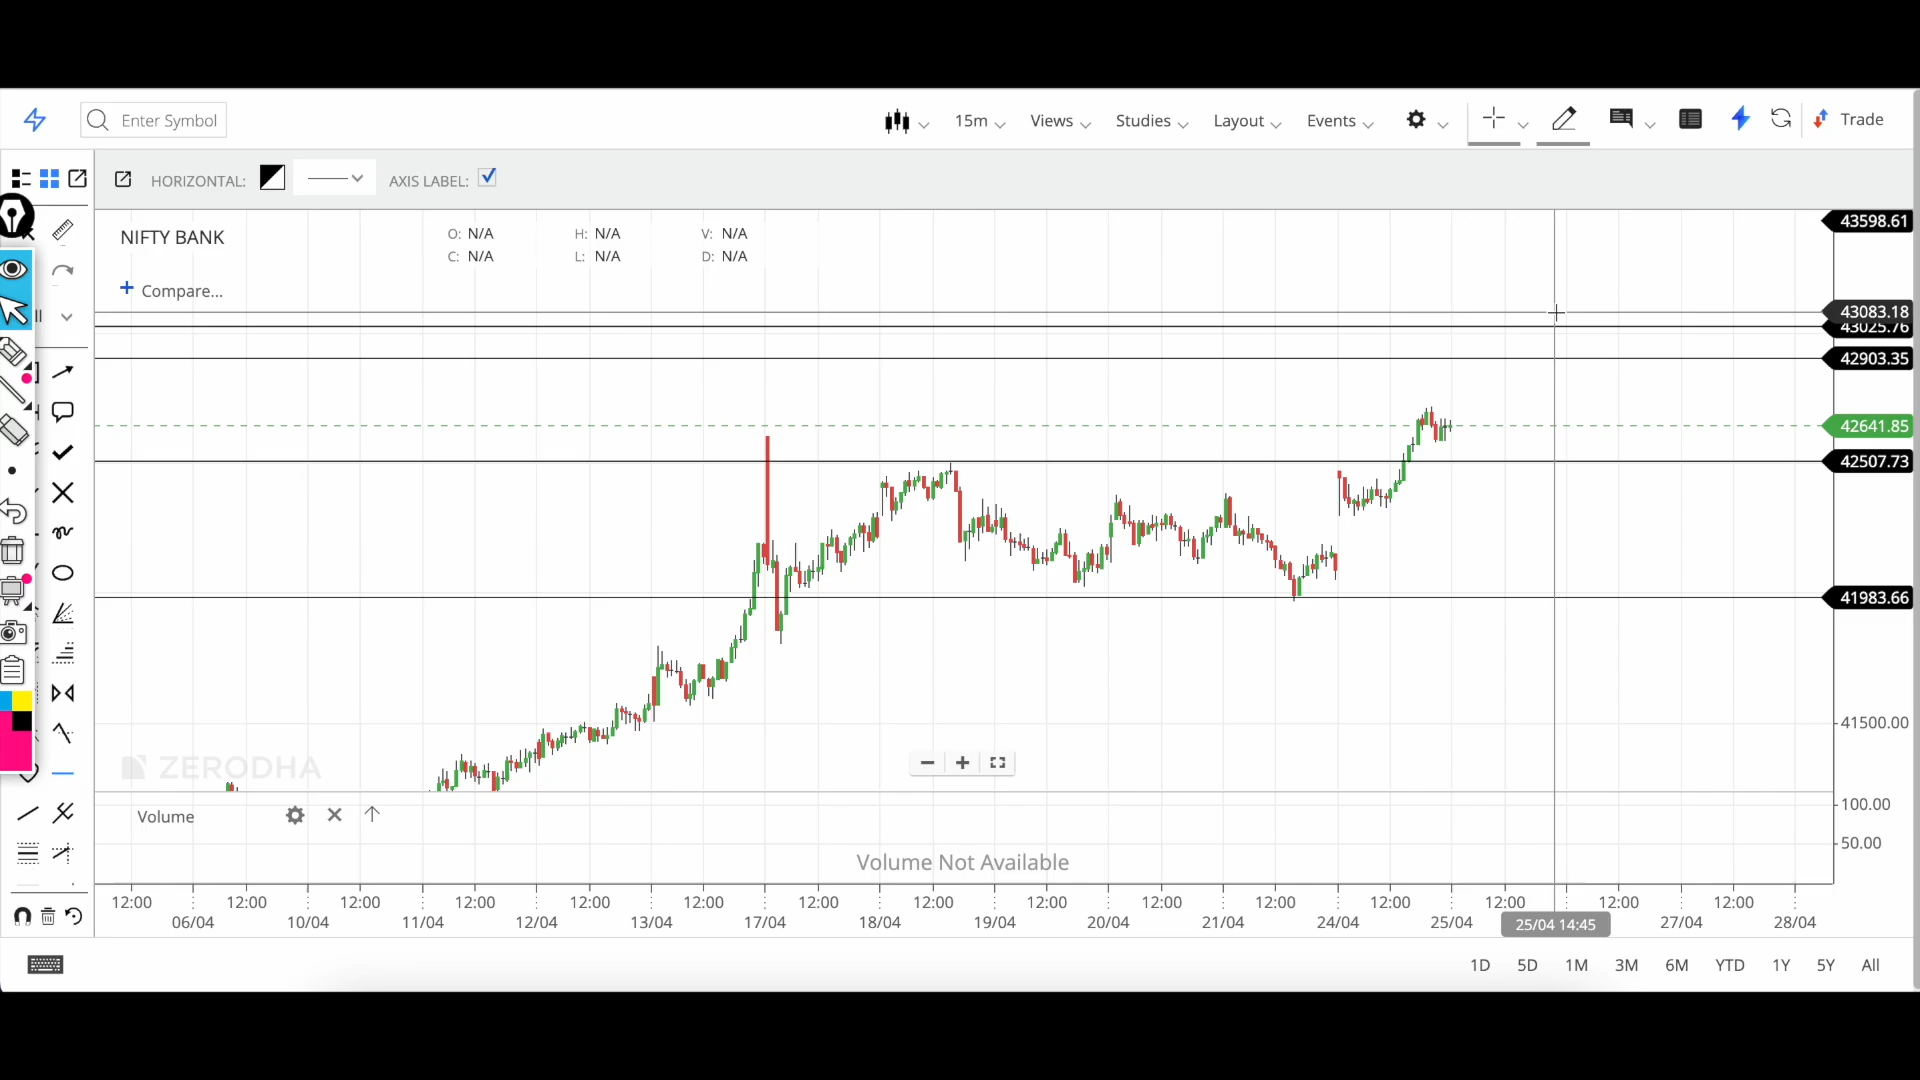 Enter Symbol
15m
Views
Studies
Layout
Events
Trade
HORIZONTAL:
AXIS LABEL:
NIFTY BANK
O: N/A H: N/A V: N/A
C: N/A L: N/A D: N/A
+ Compare...
43598.61
43083.18
43025.76
42903.35
42641.85
42507.73
41983.66
41500.00
ZERODHA
Volume
100.00
50.00
Volume Not Available
12:00 12:00 12:00 12:00 12:00 12:00 12:00 12:00 12:00 12:00 12:00 12:00 12:00 12:00 12:00
06/04 10/04 11/04 12/04 13/04 17/04 18/04 19/04 20/04 21/04 24/04 25/04 25/04 14:45 27/04 28/04
1D 5D 1M 3M 6M YTD 1Y 5Y All